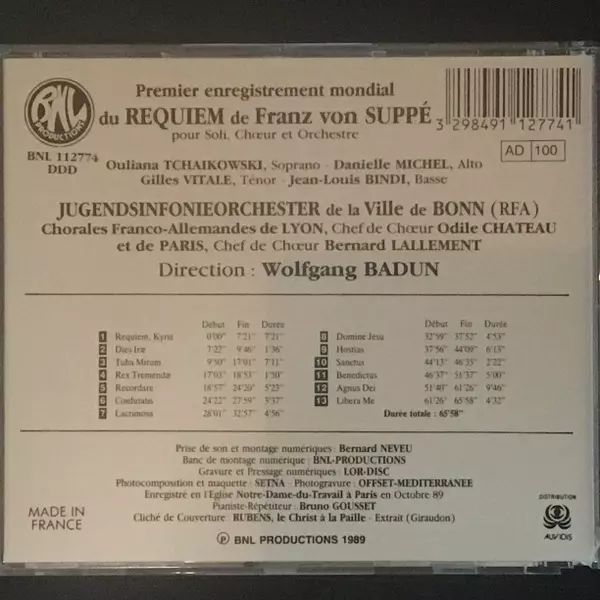 BNL
PRODUCTIONS
BNL 112774
DDD
Premier enregistrement mondial
du REQUIEM de Franz von SUPPÉ
pour Soli, Chœur et Orchestre
3 298491 127741
AD 100
Ouliana TCHAIKOWSKI, Soprano - Danielle MICHEL, Alto
Gilles VITALE, Ténor - Jean-Louis BINDI, Basse
JUGENDSINFONIEORCHESTER de la Ville de BONN (RFA)
Chorales Franco-Allemandes de LYON, Chef de Chœur Odile CHATEAU
et de PARIS, Chef de Chœur Bernard LALLEMENT
Direction : Wolfgang BADUN
Début Fin Durée
1 Requiem, Kyrie 0'00" 7'21" 7'21"
2 Dies Iræ 7'22" 9'46" 1'36"
3 Tuba Mirum 9'50" 17'01" 7'11"
4 Rex Tremendæ 17'03" 18'53" 1'50"
5 Recordare 18'57" 24'20" 5'23"
6 Confutatis 24'22" 27'59" 3'37"
7 Lacrimosa 28'01" 32'57" 4'56"
Début Fin Durée
8 Domine Jesu 32'59" 37'52" 4'53"
9 Hostias 37'56" 44'09" 6'13"
10 Sanctus 44'13" 46'35" 2'22"
11 Benedictus 46'37" 51'37" 5'00"
12 Agnus Dei 51'40" 61'26" 9'46"
13 Libera Me 61'26" 65'58" 4'32"
Durée totale : 65'58"
Prise de son et montage numériques : Bernard NEVEU
Banc de montage numérique : BNL-PRODUCTIONS
Gravure et Pressage numériques : LOR-DISC
Photocomposition et maquette : SETNA - Photogravure : OFFSET-MEDITERRANEE
Enregistré en l'Eglise Notre-Dame-du-Travail à Paris en Octobre 89
Pianiste-Répétiteur : Bruno GOUSSET
Cliché de Couverture : RUBENS, le Christ à la Paille - Extrait (Giraudon)
℗ BNL PRODUCTIONS 1989
MADE IN
FRANCE
DISTRIBUTION
AUVIDIS